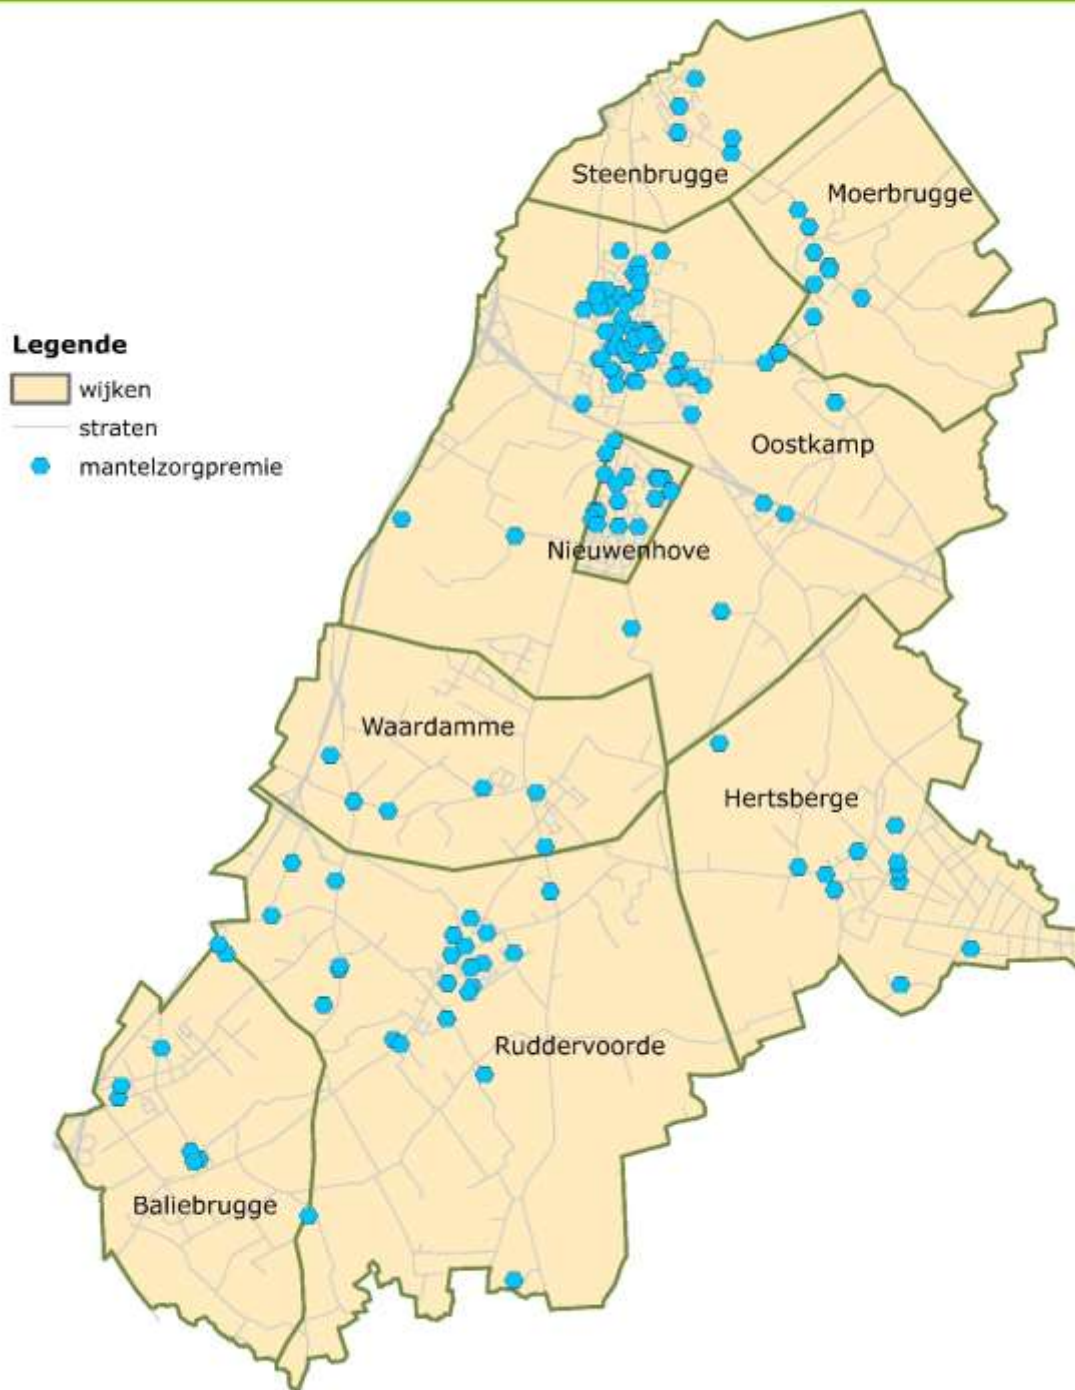 Steenbrugge
Moerbrugge
Legende
wijken
straten
mantelzorgpremie
Oostkamp
Nieuwenhove
Waardamme
Hertsberge
Ruddervoorde
Baliebrugge